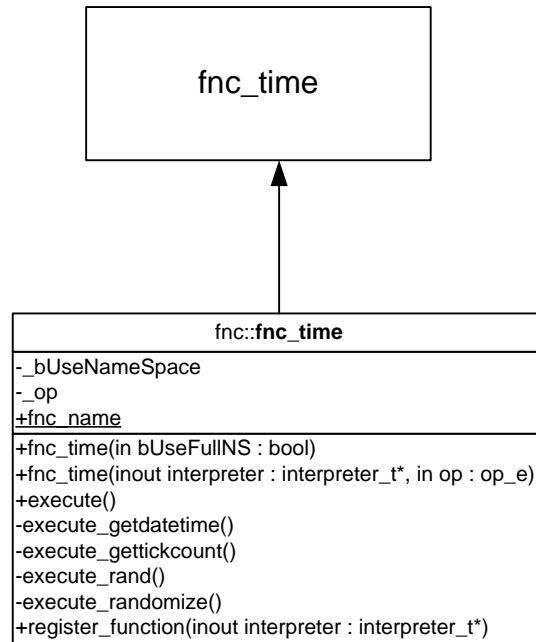 fnc_time
fnc::fnc_time
-_bUseNameSpace
-_op
+fnc_name
+fnc_time(in bUseFullNS : bool)
+fnc_time(inout interpreter : interpreter_t*, in op : op_e)
+execute()
-execute_getdatetime()
-execute_gettickcount()
-execute_rand()
-execute_randomize()
+register_function(inout interpreter : interpreter_t*)